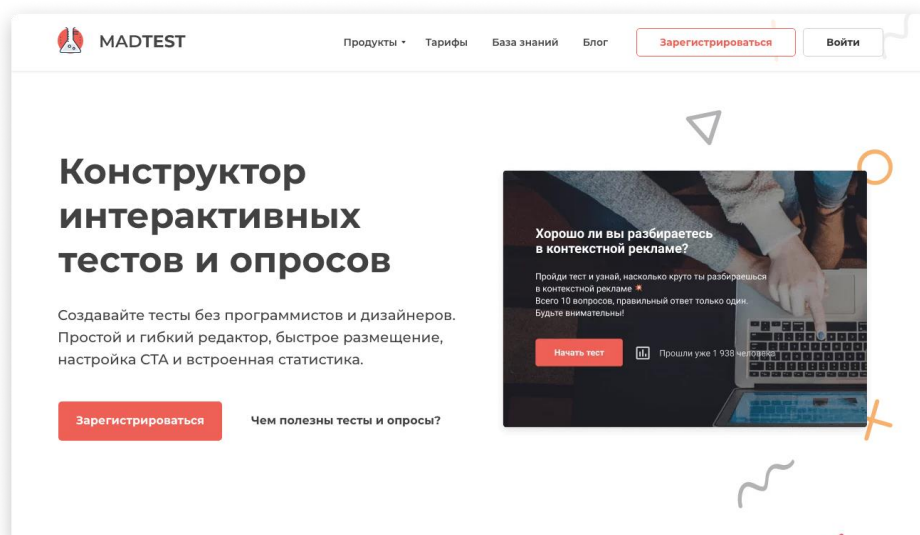 MADTEST
Продукты
Тарифы
База знаний
Блог
Зарегистрироваться
Войти
Конструктор
интерактивных
тестов и опросов
Создавайте тесты без программистов и дизайнеров.
Простой и гибкий редактор, быстрое размещение,
настройка CTA и встроенная статистика.
Зарегистрироваться
Чем полезны тесты и опросы?
Хорошо ли вы разбираетесь
в контекстной рекламе?
Пройди тест и узнай, насколько круто ты разбираешься
в контекстной рекламе
Всего 10 вопросов, правильный ответ только один.
Будьте внимательны!
Начать тест
Прошли уже 1 938 человека